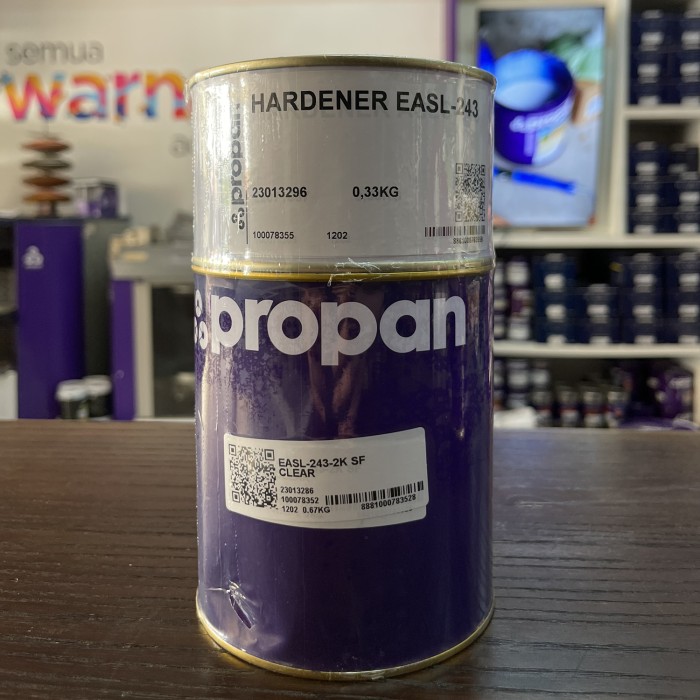 semua
warn
HARDENER EASL-243
propan
23013296 0,33KG
100078355 1202
propan
EASL-243-2K SF
CLEAR
23013286
100078352
1202 0.67KG
8881000783528